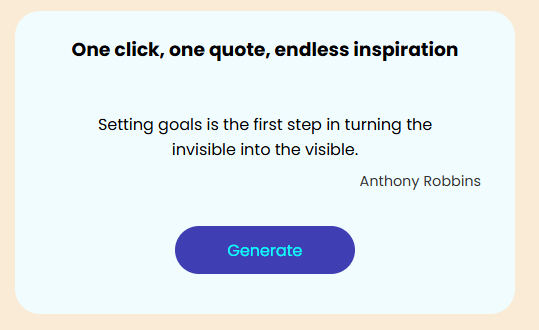 One click, one quote, endless inspiration
Setting goals is the first step in turning the
invisible into the visible.
Anthony Robbins
Generate